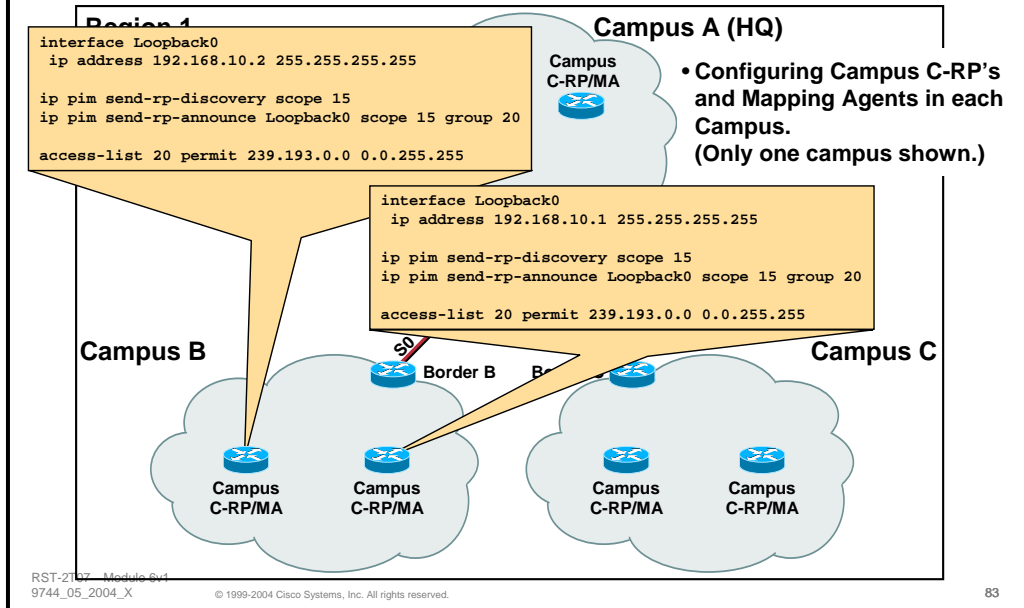 Region 1
Campus A (HQ)
interface Loopback0
ip address 192.168.10.2 255.255.255.255
ip pim send-rp-discovery scope 15
ip pim send-rp-announce Loopback0 scope 15 group 20
access-list 20 permit 239.193.0.0 0.0.255.255
Campus
C-RP/MA
• Configuring Campus C-RP's
and Mapping Agents in each
Campus.
(Only one campus shown.)
interface Loopback0
ip address 192.168.10.1 255.255.255.255
ip pim send-rp-discovery scope 15
ip pim send-rp-announce Loopback0 scope 15 group 20
access-list 20 permit 239.193.0.0 0.0.255.255
Campus B
S0
Campus C
Border B
Campus
C-RP/MA
Campus
C-RP/MA
Campus
C-RP/MA
Campus
C-RP/MA
RST-2T07 Module 6v1
9744_05_2004_X
© 1999-2004 Cisco Systems, Inc. All rights reserved.
83